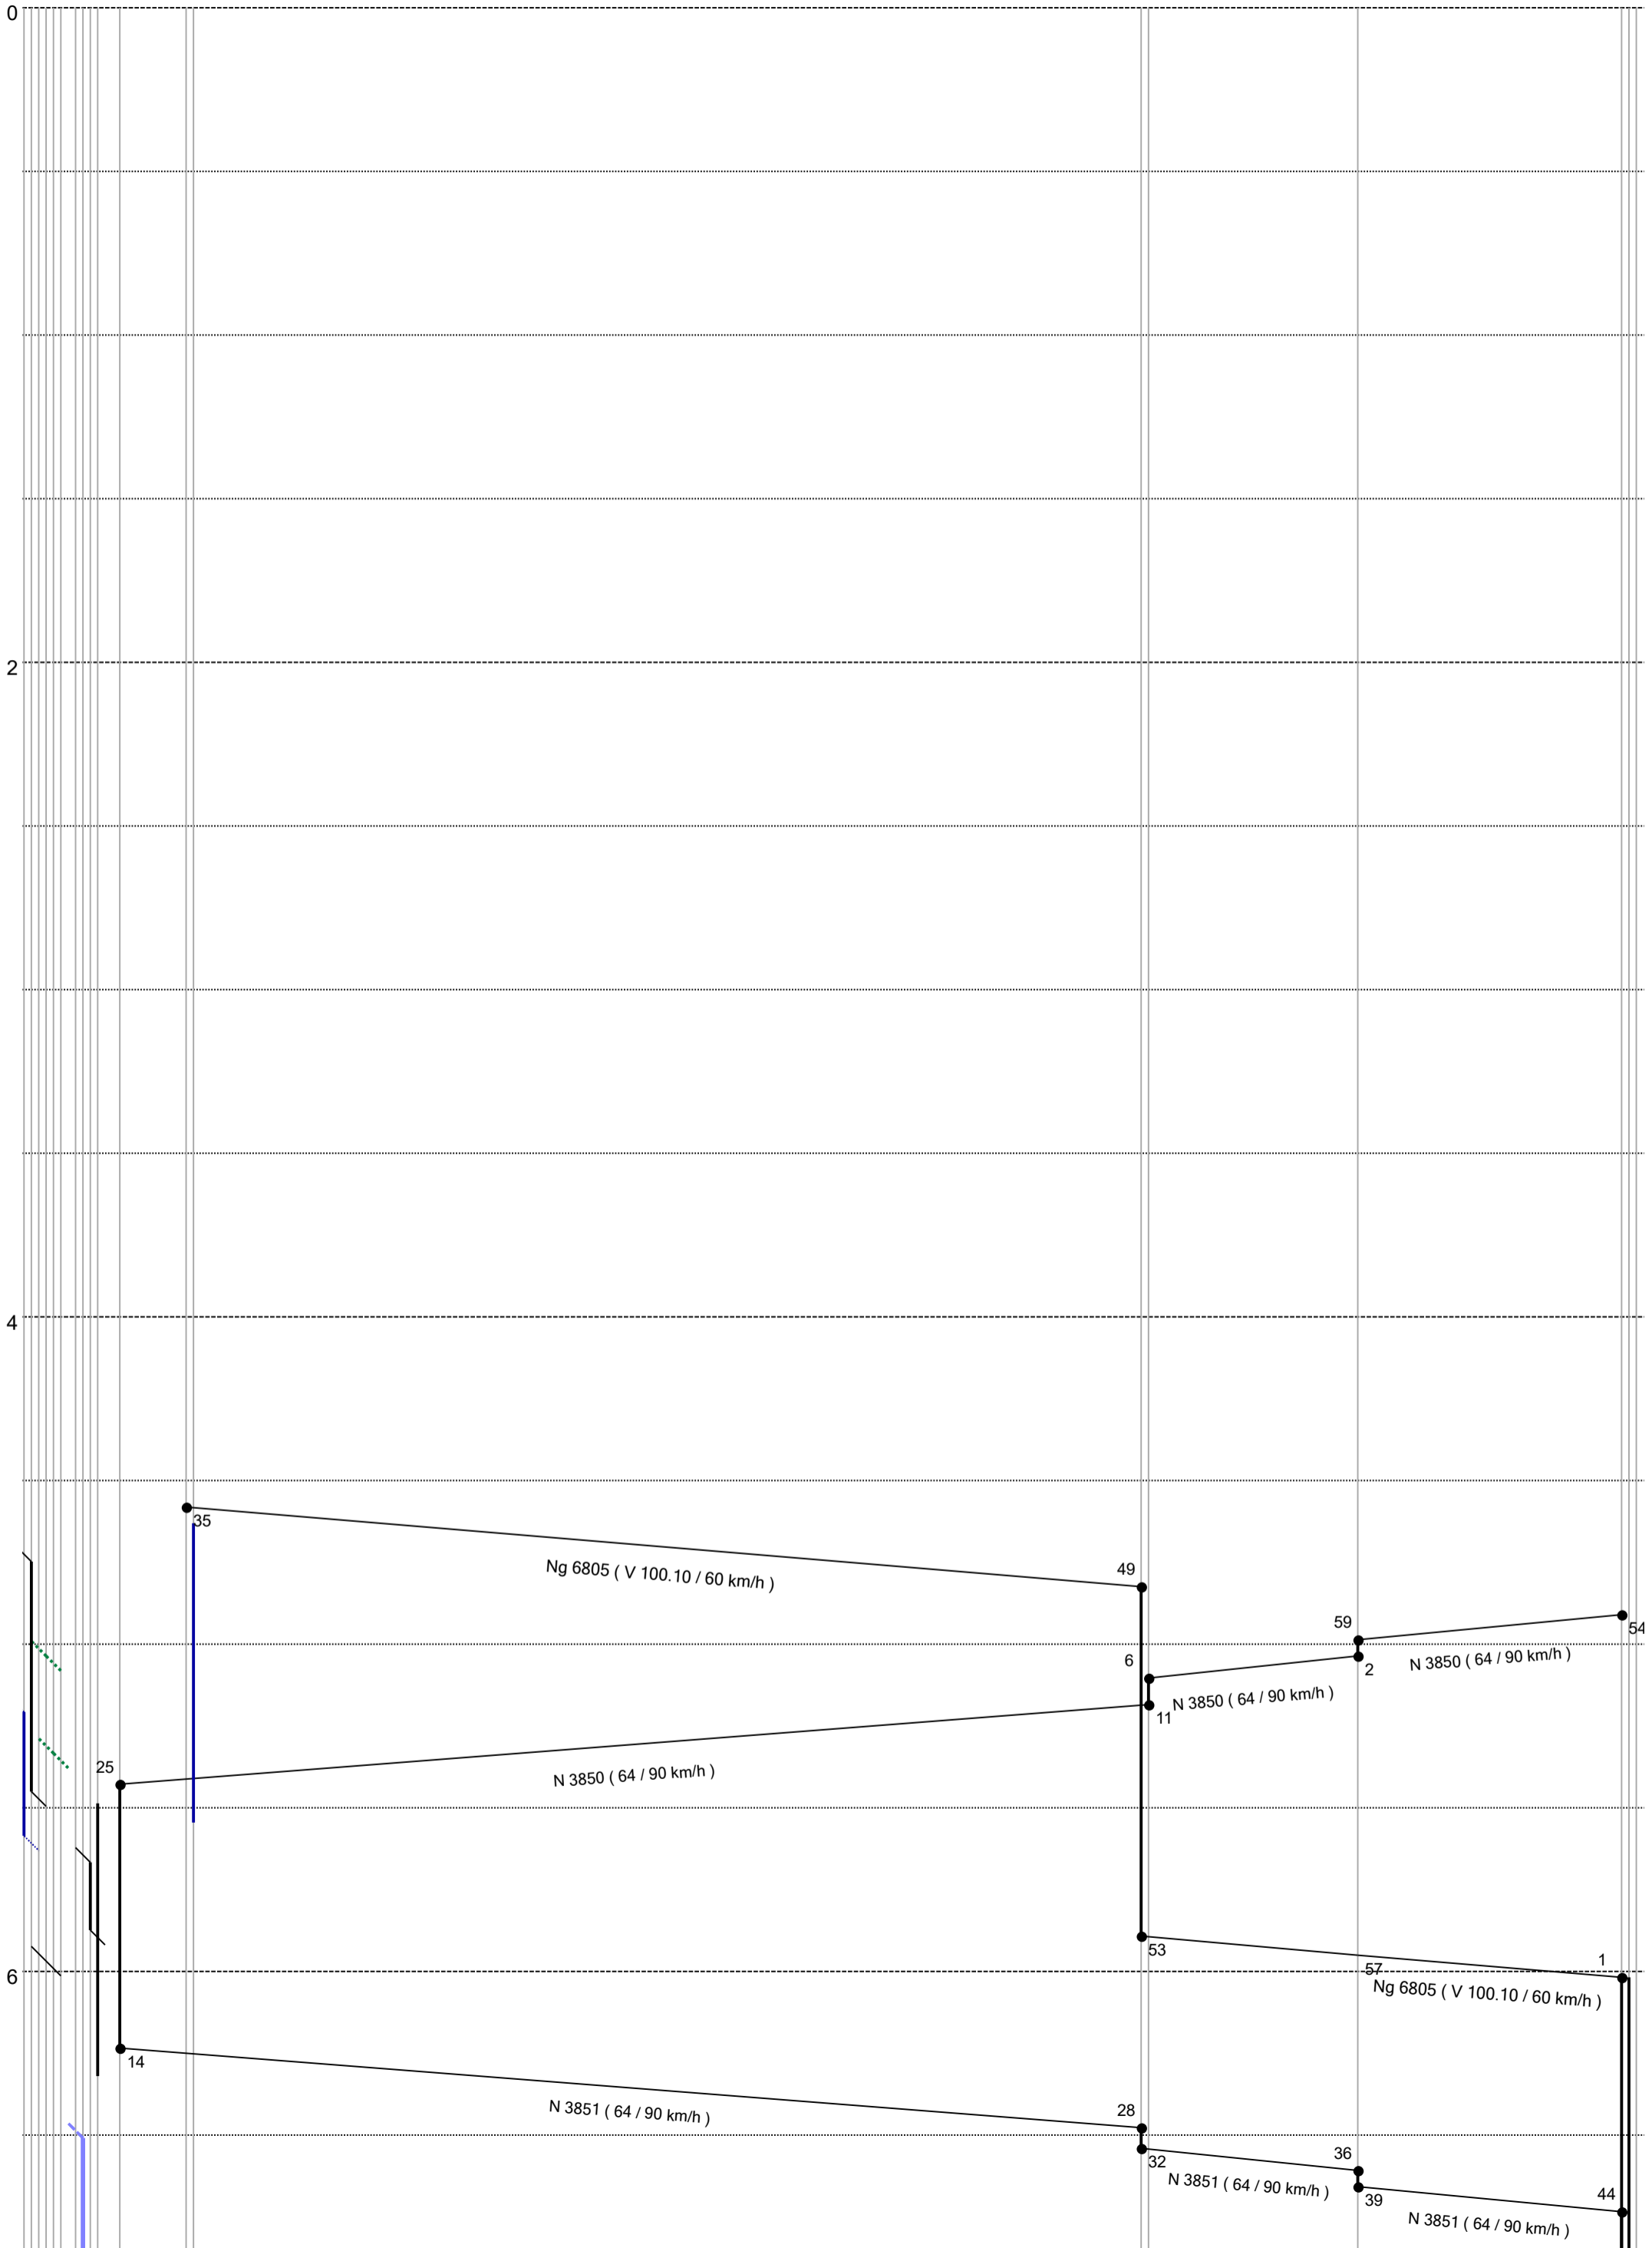 0
2
4
35
Ng 6805 ( V 100.10 / 60 km/h )
49
54
59
N 3850 ( 64 / 90 km/h )
6
2
N 3850 ( 64 / 90 km/h )
11
25
N 3850 ( 64 / 90 km/h )
53
1
6
57
Ng 6805 ( V 100.10 / 60 km/h )
14
N 3851 ( 64 / 90 km/h )
28
32
36
N 3851 ( 64 / 90 km/h )
39
44
N 3851 ( 64 / 90 km/h )